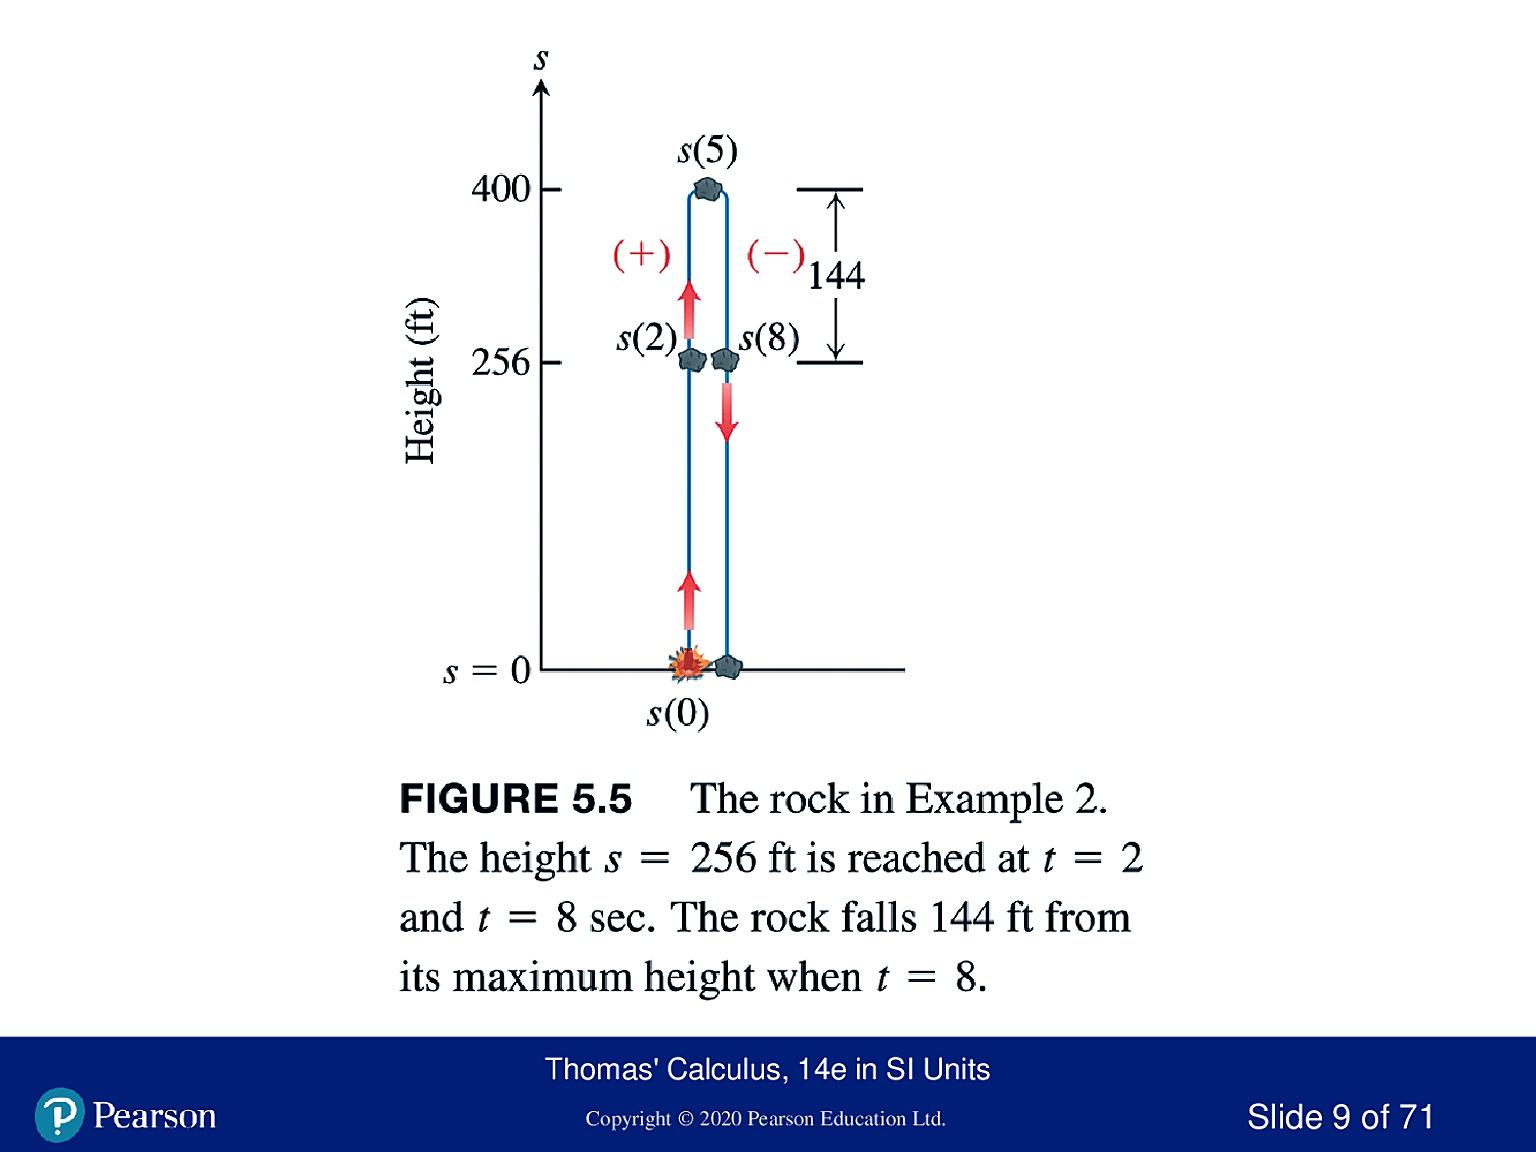 s
s(5)
400
(+)
(−)
144
Height (ft)
s(2)
s(8)
256
s = 0
s(0)
FIGURE 5.5 The rock in Example 2.
The height s = 256 ft is reached at t = 2
and t = 8 sec. The rock falls 144 ft from
its maximum height when t = 8.
Thomas' Calculus, 14e in SI Units
Pearson
Copyright © 2020 Pearson Education Ltd.
Slide 9 of 71